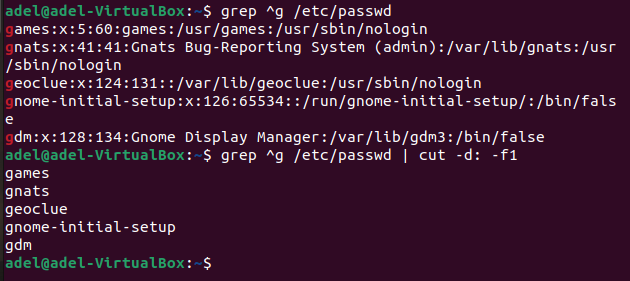 adel@adel-VirtualBox:~$ grep ^g /etc/passwd
games:x:5:60:games:/usr/games:/usr/sbin/nologin
gnats:x:41:41:Gnats Bug-Reporting System (admin):/var/lib/gnats:/usr
/sbin/nologin
geoclue:x:124:131::/var/lib/geoclue:/usr/sbin/nologin
gnome-initial-setup:x:126:65534::/run/gnome-initial-setup/:/bin/fals
e
gdm:x:128:134:Gnome Display Manager:/var/lib/gdm3:/bin/false
adel@adel-VirtualBox:~$ grep ^g /etc/passwd | cut -d: -f1
games
gnats
geoclue
gnome-initial-setup
gdm
adel@adel-VirtualBox:~$